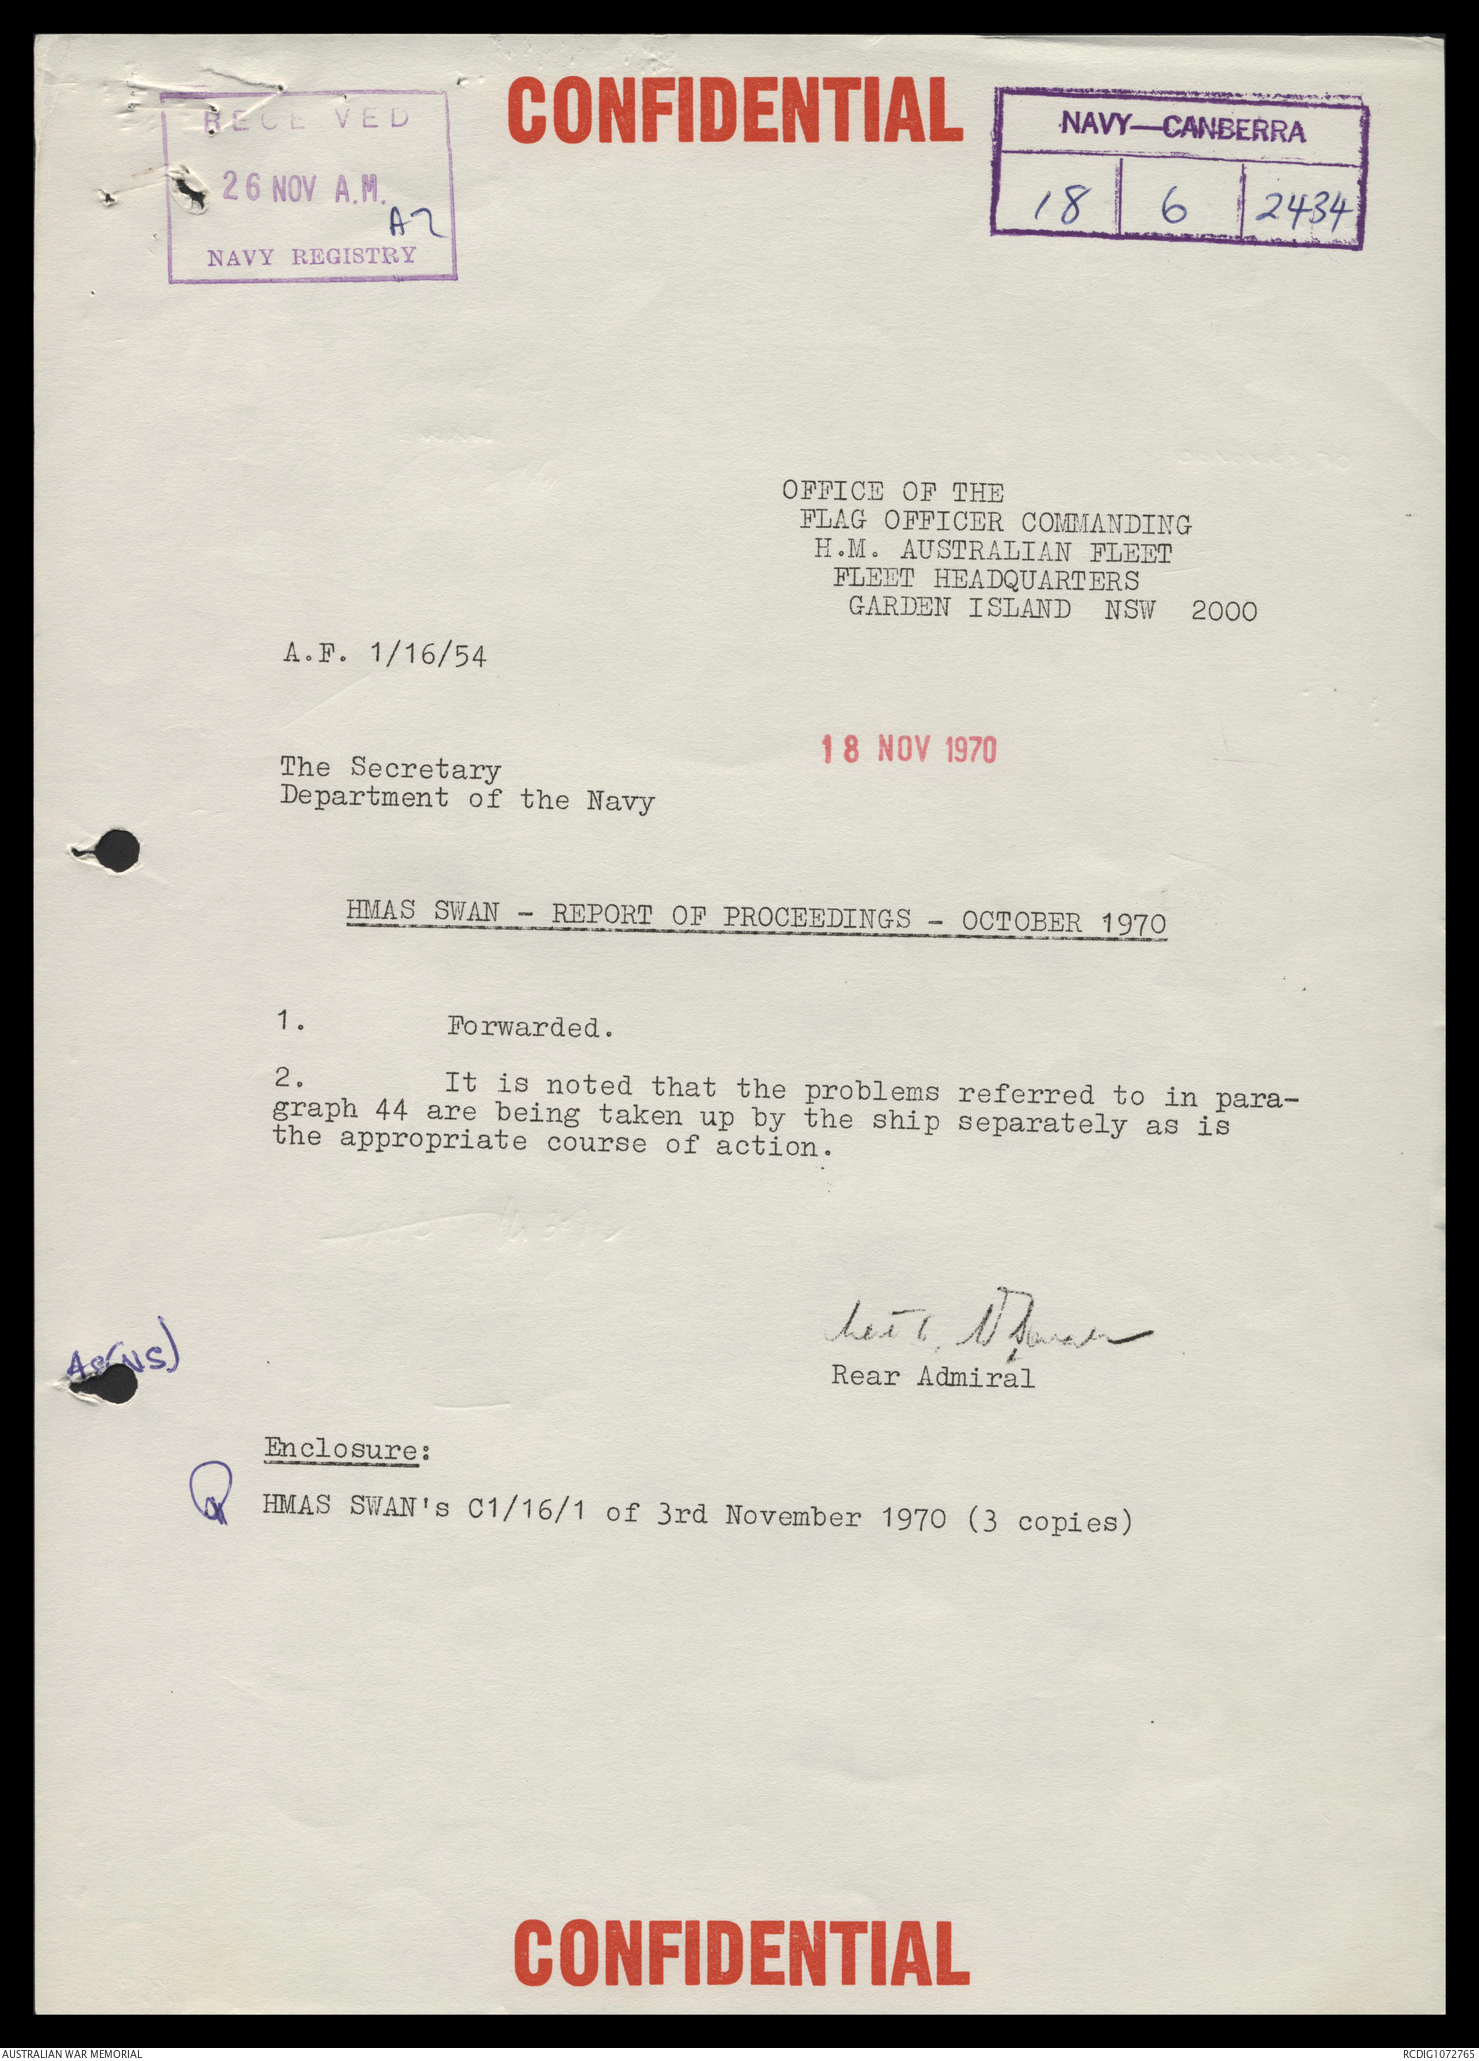 CONFIDENTIAL
RECEIVED
26 NOV A.M.
A2
NAVY REGISTRY
NAVY—CANBERRA
18 6 2434
OFFICE OF THE
FLAG OFFICER COMMANDING
H.M. AUSTRALIAN FLEET
FLEET HEADQUARTERS
GARDEN ISLAND NSW 2000
A.F. 1/16/54
18 NOV 1970
The Secretary
Department of the Navy
HMAS SWAN - REPORT OF PROCEEDINGS - OCTOBER 1970
1. Forwarded.
2. It is noted that the problems referred to in para-
graph 44 are being taken up by the ship separately as is
the appropriate course of action.
Rear Admiral
Enclosure:
HMAS SWAN's C1/16/1 of 3rd November 1970 (3 copies)
CONFIDENTIAL
AUSTRALIAN WAR MEMORIAL
RCDIG1072765